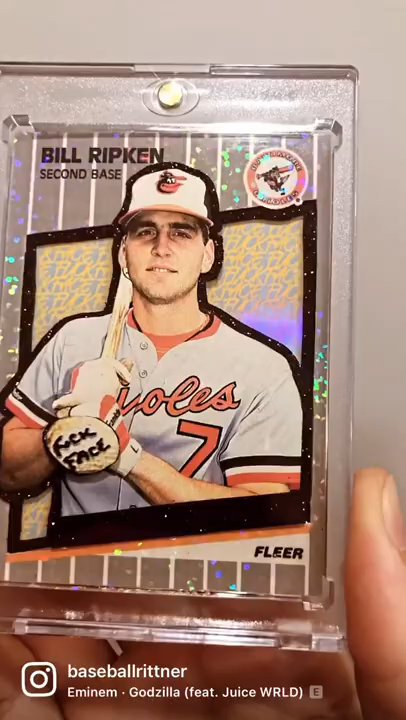 BILL RIPKEN
SECOND BASE
Orioles
7
FUCK
FACE
FLEER
baseballrittner
Eminem · Godzilla (feat. Juice WRLD) E